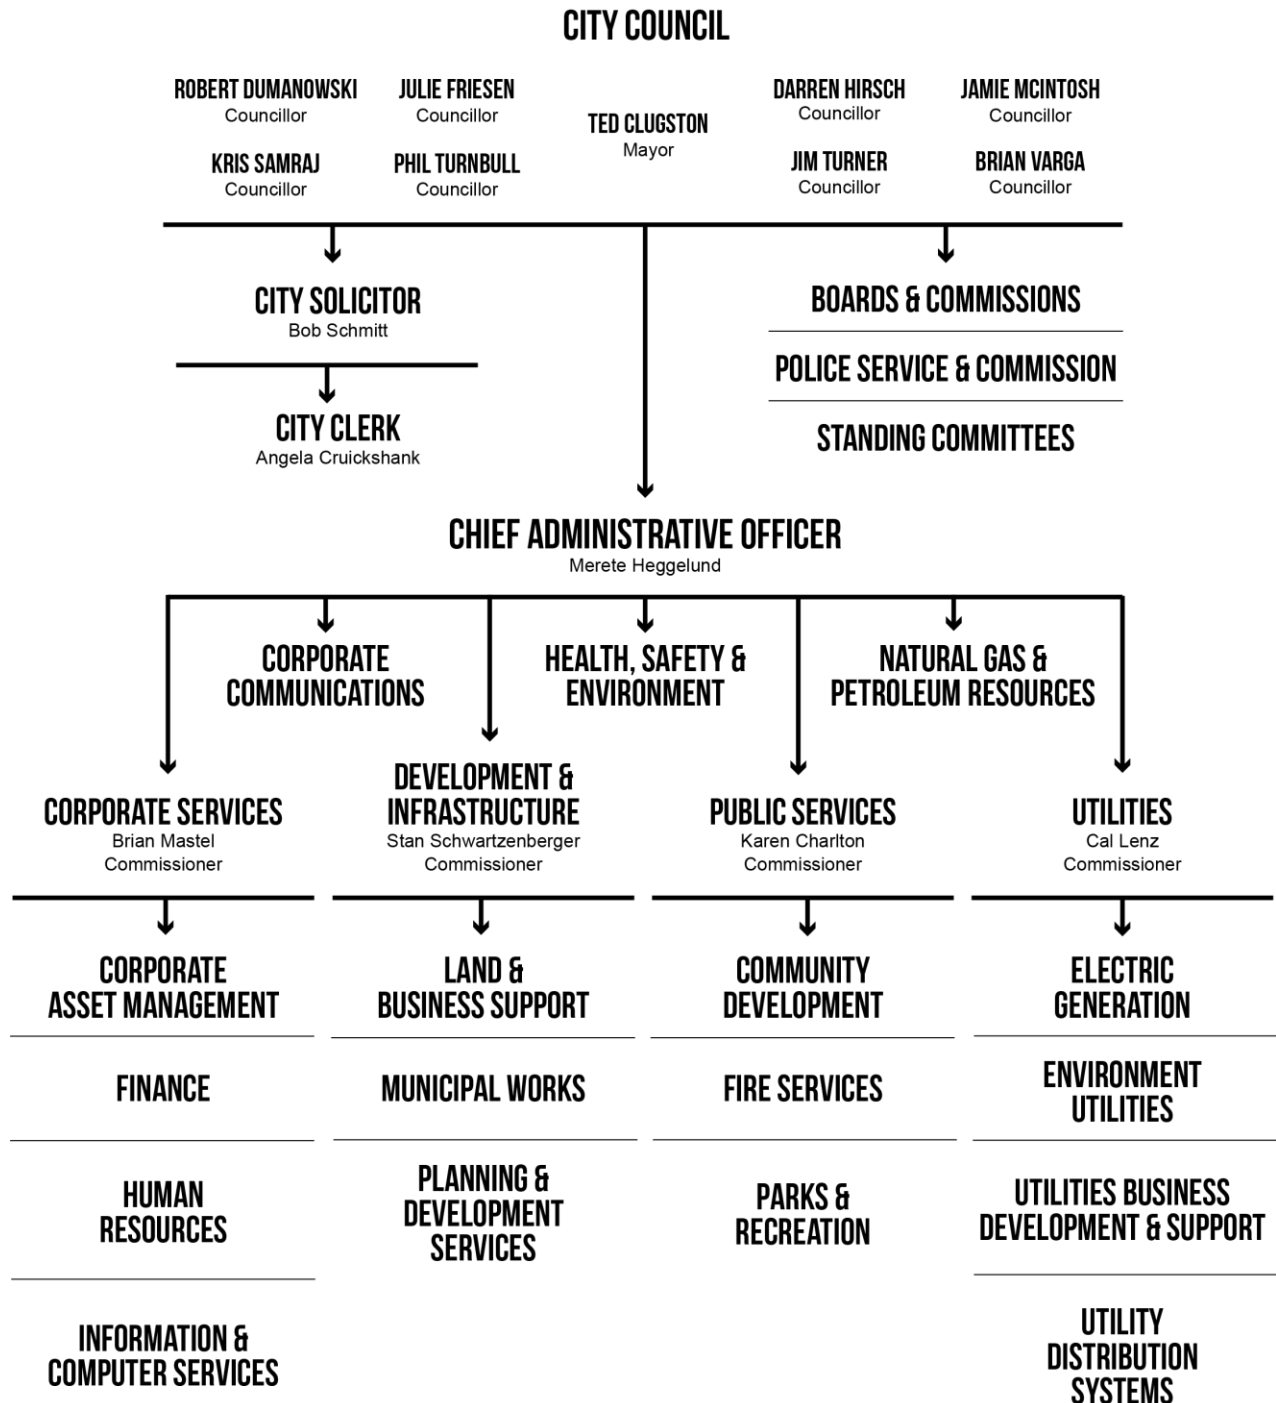 CITY COUNCIL
ROBERT DUMANOWSKI
Councillor
JULIE FRIESEN
Councillor
KRIS SAMRAJ
Councillor
PHIL TURNBULL
Councillor
TED CLUGSTON
Mayor
DARREN HIRSCH
Councillor
JAMIE MCINTOSH
Councillor
JIM TURNER
Councillor
BRIAN VARGA
Councillor
CITY SOLICITOR
Bob Schmitt
CITY CLERK
Angela Cruickshank
BOARDS & COMMISSIONS
POLICE SERVICE & COMMISSION
STANDING COMMITTEES
CHIEF ADMINISTRATIVE OFFICER
Merete Heggelund
CORPORATE
COMMUNICATIONS
HEALTH, SAFETY &
ENVIRONMENT
NATURAL GAS &
PETROLEUM RESOURCES
CORPORATE SERVICES
Brian Mastel
Commissioner
DEVELOPMENT &
INFRASTRUCTURE
Stan Schwartzenberger
Commissioner
PUBLIC SERVICES
Karen Charlton
Commissioner
UTILITIES
Cal Lenz
Commissioner
CORPORATE
ASSET MANAGEMENT
FINANCE
HUMAN
RESOURCES
INFORMATION &
COMPUTER SERVICES
LAND &
BUSINESS SUPPORT
MUNICIPAL WORKS
PLANNING &
DEVELOPMENT
SERVICES
COMMUNITY
DEVELOPMENT
FIRE SERVICES
PARKS &
RECREATION
ELECTRIC
GENERATION
ENVIRONMENT
UTILITIES
UTILITIES BUSINESS
DEVELOPMENT & SUPPORT
UTILITY
DISTRIBUTION
SYSTEMS